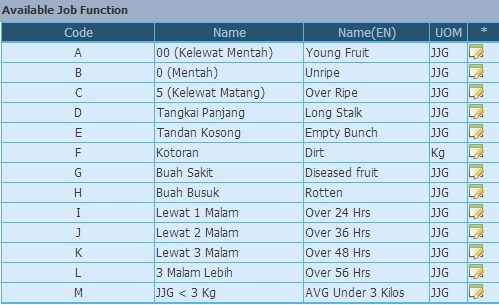 Available Job Function
Code Name Name(EN) UOM *
A 00 (Kelewat Mentah) Young Fruit JJG
B 0 (Mentah) Unripe JJG
C 5 (Kelewat Matang) Over Ripe JJG
D Tangkai Panjang Long Stalk JJG
E Tandan Kosong Empty Bunch JJG
F Kotoran Dirt Kg
G Buah Sakit Diseased fruit JJG
H Buah Busuk Rotten JJG
I Lewat 1 Malam Over 24 Hrs JJG
J Lewat 2 Malam Over 36 Hrs JJG
K Lewat 3 Malam Over 48 Hrs JJG
L 3 Malam Lebih Over 56 Hrs JJG
M JJG < 3 Kg AVG Under 3 Kilos JJG